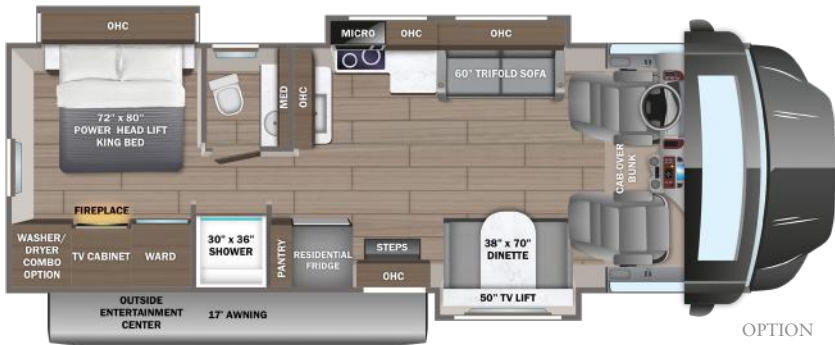 OHC
MICRO
OHC
OHC
60" TRIFOLD SOFA
MED
OHC
72" x 80"
POWER HEAD LIFT
KING BED
CAB-OVER
BUNK
FIREPLACE
WASHER/
DRYER
COMBO
OPTION
TV CABINET
WARD
30" x 36"
SHOWER
PANTRY
RESIDENTIAL
FRIDGE
STEPS
OHC
38" x 70"
DINETTE
50" TV LIFT
OUTSIDE
ENTERTAINMENT
CENTER
17' AWNING
OPTION